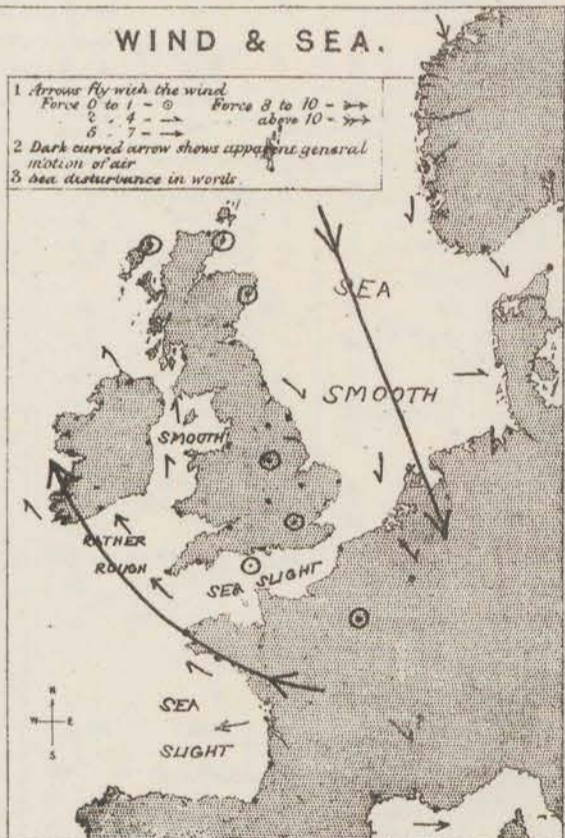 WIND & SEA.
1 Arrows fly with the wind
Force 0 to 1 - ⊙ Force 8 to 10 -
2 " 4 - above 10 -
5 " 7 -
2 Dark curved arrow shows apparent general
motion of air
3 Sea disturbance in words.
SEA
SMOOTH
SMOOTH
RATHER
ROUGH
SEA SLIGHT
SEA
SLIGHT
N
W E
S